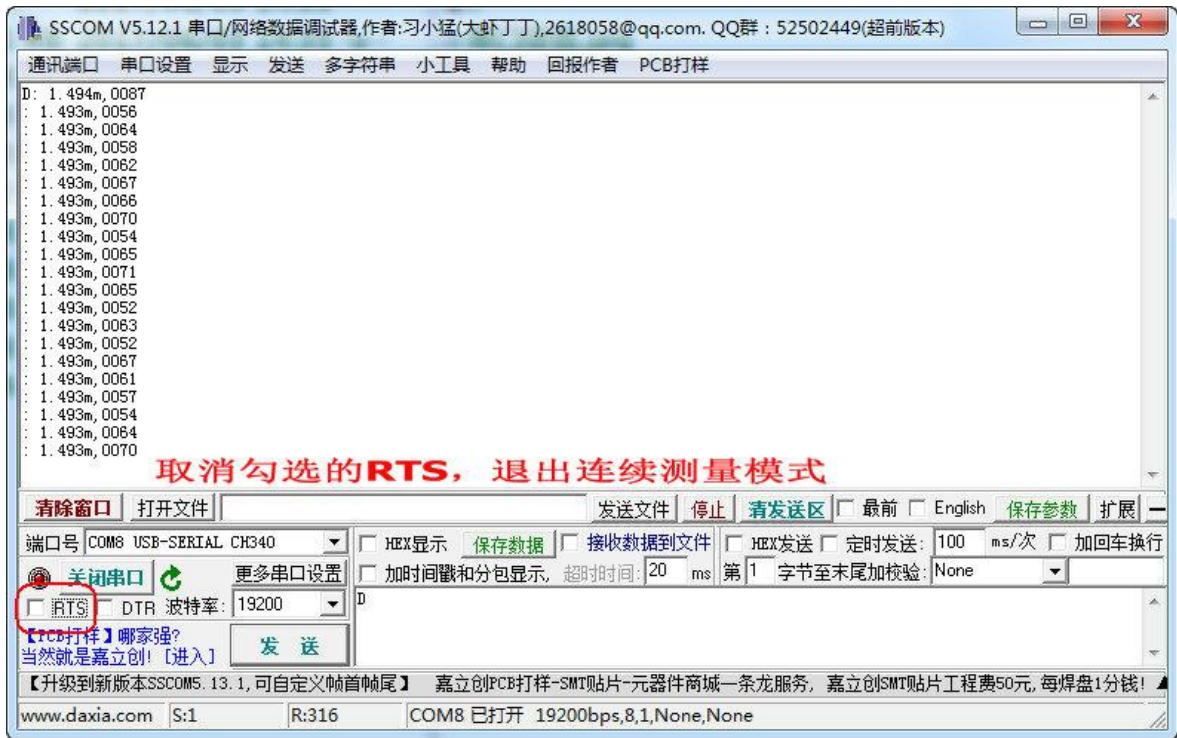 SSCOM V5.12.1 串口/网络数据调试器,作者:习小猛(大虾丁丁),2618058@qq.com. QQ群：52502449(超前版本)
通讯端口 串口设置 显示 发送 多字符串 小工具 帮助 回报作者 PCB打样
D: 1.494m,0087
: 1.493m,0056
: 1.493m,0064
: 1.493m,0058
: 1.493m,0062
: 1.493m,0067
: 1.493m,0066
: 1.493m,0070
: 1.493m,0054
: 1.493m,0065
: 1.493m,0071
: 1.493m,0065
: 1.493m,0052
: 1.493m,0063
: 1.493m,0052
: 1.493m,0067
: 1.493m,0061
: 1.493m,0057
: 1.493m,0054
: 1.493m,0064
: 1.493m,0070
取消勾选的RTS，退出连续测量模式
清除窗口 打开文件 发送文件 停止 清发送区 最前 English 保存参数 扩展 —
端口号 COM8 USB-SERIAL CH340 HEX显示 保存数据 接收数据到文件 HEX发送 定时发送: 100 ms/次 加回车换行
关闭串口 更多串口设置 加时间戳和分包显示, 超时时间: 20 ms 第 1 字节至末尾加校验: None
RTS DTR 波特率: 19200 D
【PCB打样】哪家强?
当然就是嘉立创! [进入] 发 送
【升级到新版本SSCOM5.13.1,可自定义帧首帧尾】 嘉立创PCB打样-SMT贴片-元器件商城一条龙服务, 嘉立创SMT贴片工程费50元,每焊盘1分钱!
www.daxia.com S:1 R:316 COM8 已打开 19200bps,8,1,None,None